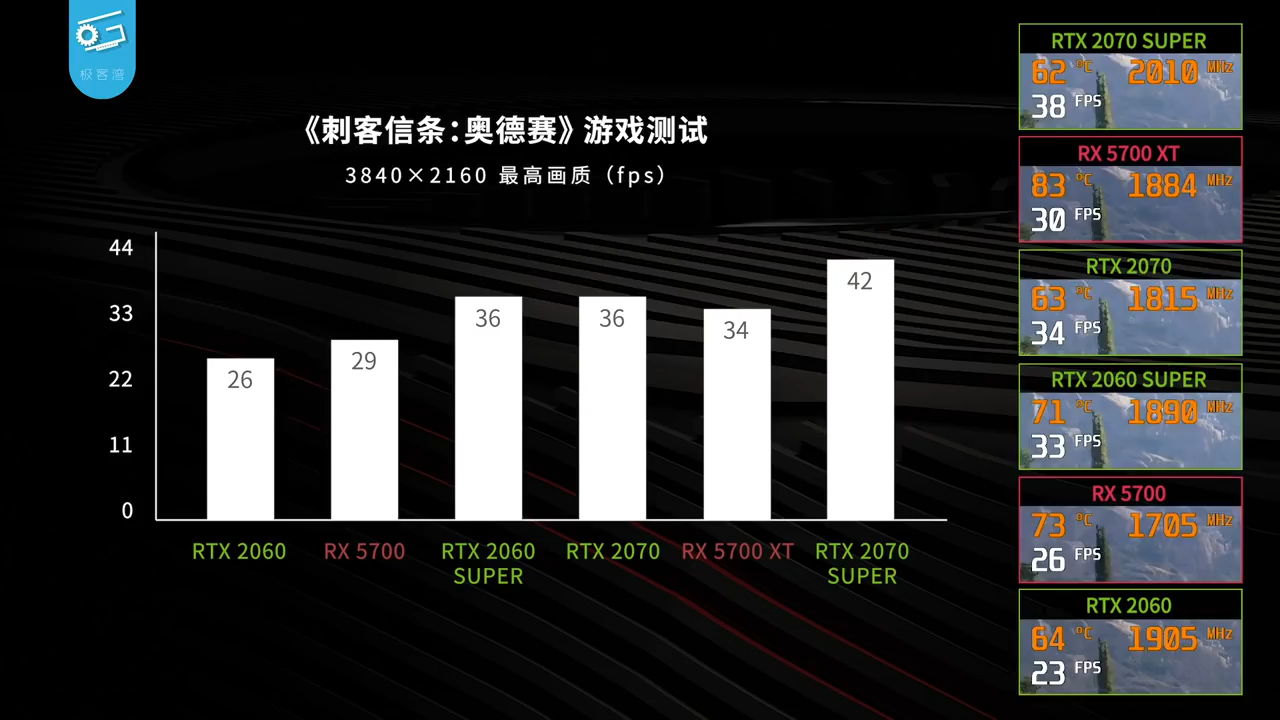 极客湾
《刺客信条：奥德赛》游戏测试
3840×2160 最高画质（fps）
44
33
22
11
0
26
29
36
36
34
42
RTX 2060
RX 5700
RTX 2060
SUPER
RTX 2070
RX 5700 XT
RTX 2070
SUPER
RTX 2070 SUPER
62 °C 2010 MHz
38 FPS
RX 5700 XT
83 °C 1884 MHz
30 FPS
RTX 2070
63 °C 1815 MHz
34 FPS
RTX 2060 SUPER
71 °C 1890 MHz
33 FPS
RX 5700
73 °C 1705 MHz
26 FPS
RTX 2060
64 °C 1905 MHz
23 FPS